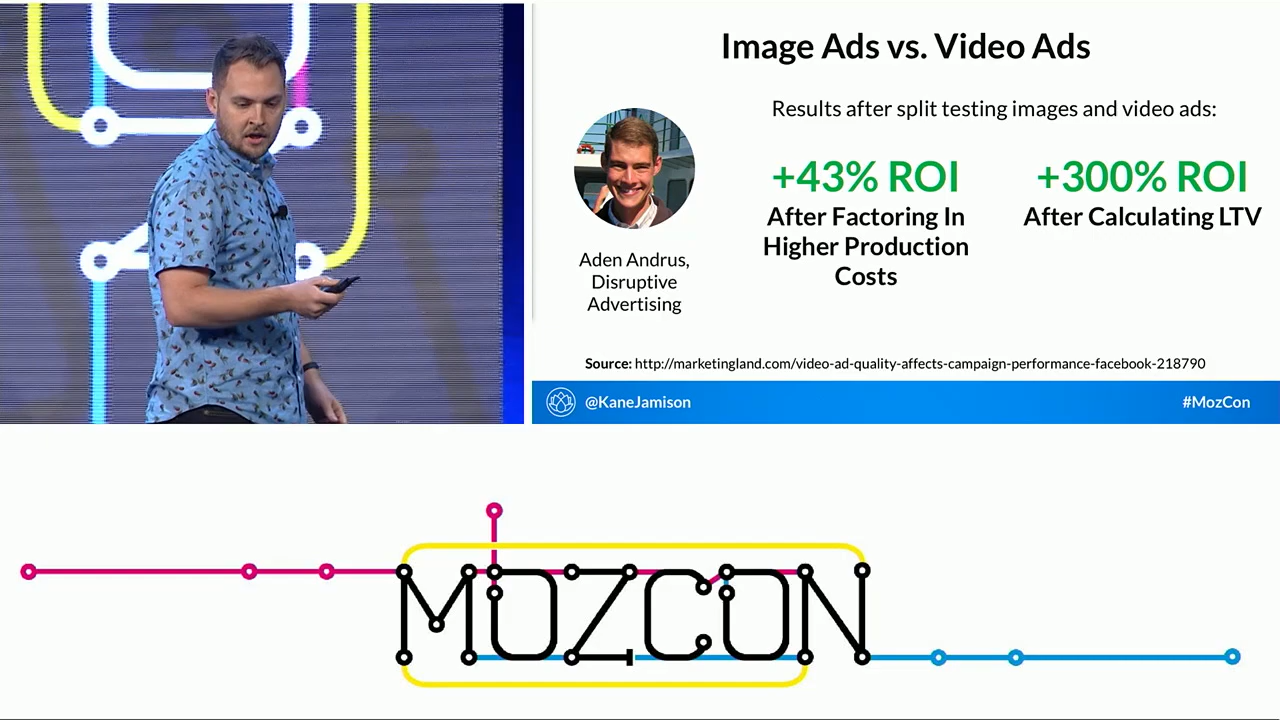 Image Ads vs. Video Ads
Results after split testing images and video ads:
+43% ROI
After Factoring In
Higher Production
Costs
+300% ROI
After Calculating LTV
Aden Andrus,
Disruptive
Advertising
Source: http://marketingland.com/video-ad-quality-affects-campaign-performance-facebook-218790
@KaneJamison
#MozCon
MOZCON